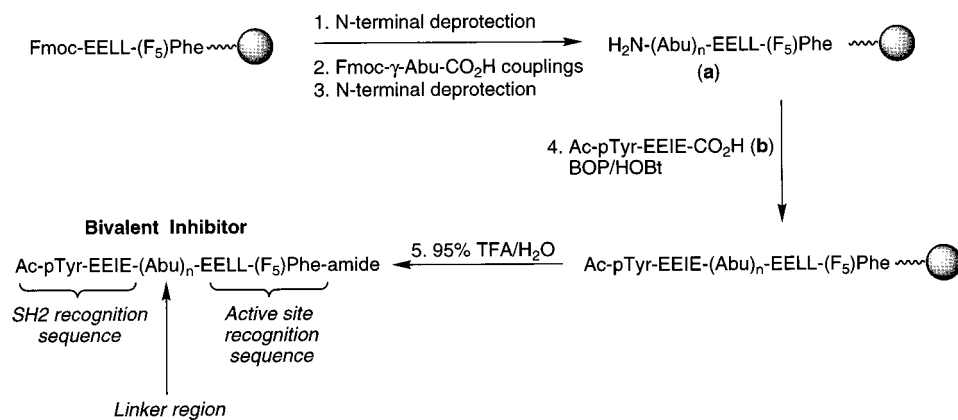 1. N-terminal deprotection
Fmoc-EELL-(F5)Phe
2. Fmoc-γ-Abu-CO2H couplings
3. N-terminal deprotection
H2N-(Abu)n-EELL-(F5)Phe
(a)
4. Ac-pTyr-EEIE-CO2H (b)
BOP/HOBt
Bivalent Inhibitor
Ac-pTyr-EEIE-(Abu)n-EELL-(F5)Phe-amide
5. 95% TFA/H2O
Ac-pTyr-EEIE-(Abu)n-EELL-(F5)Phe
SH2 recognition
sequence
Active site
recognition
sequence
Linker region